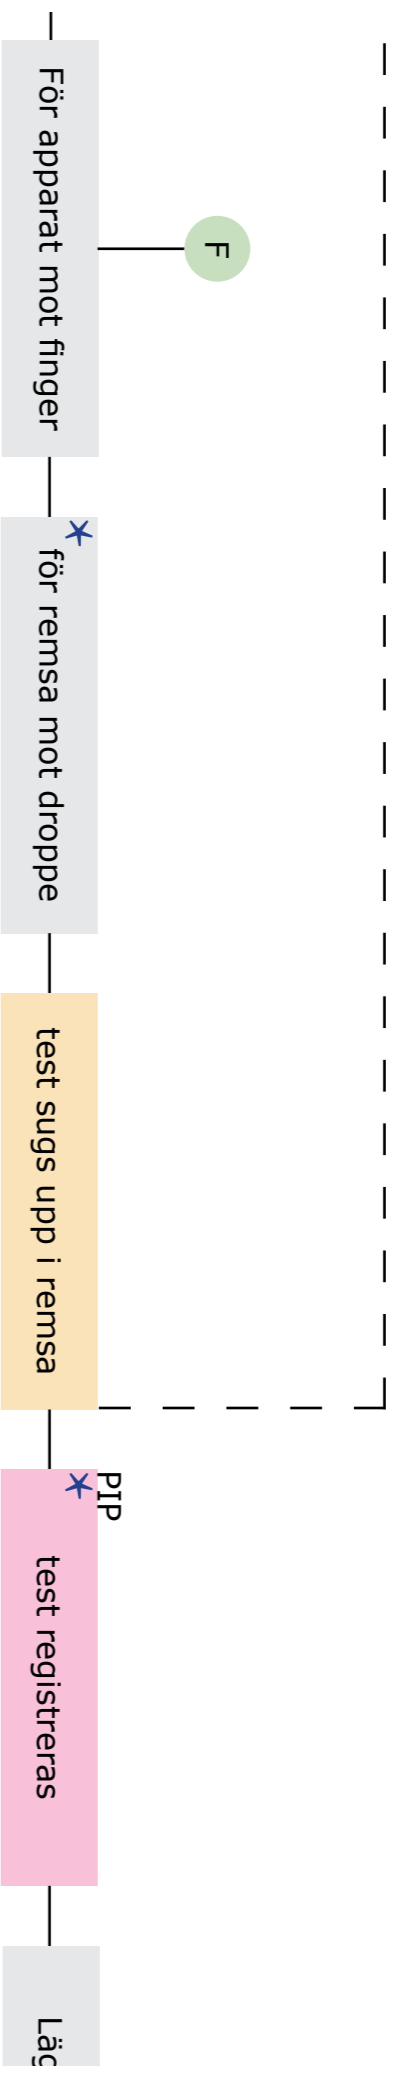 För apparat mot finger
F
för remsa mot droppe
test sugs upp i remsa
PIP
test registreras